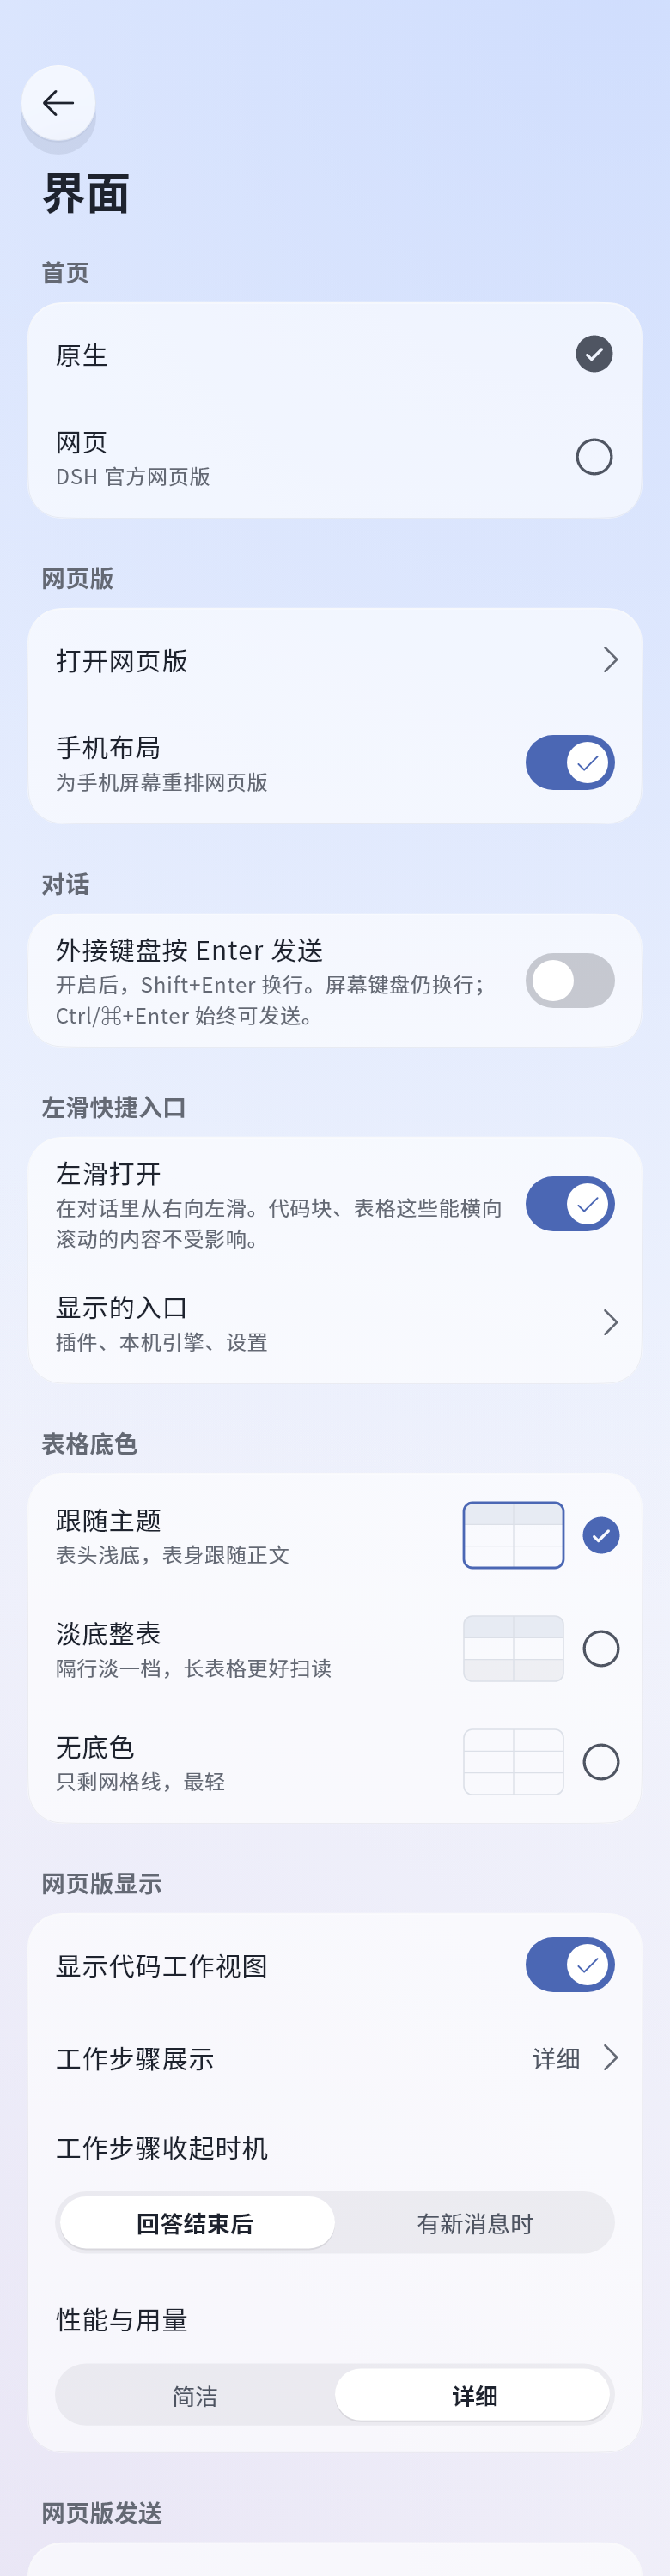 界面
首页
原生
网页
DSH 官方网页版
网页版
打开网页版
手机布局
为手机屏幕重排网页版
对话
外接键盘按 Enter 发送
开启后，Shift+Enter 换行。屏幕键盘仍换行；
Ctrl/⌘+Enter 始终可发送。
左滑快捷入口
左滑打开
在对话里从右向左滑。代码块、表格这些能横向
滚动的内容不受影响。
显示的入口
插件、本机引擎、设置
表格底色
跟随主题
表头浅底，表身跟随正文
淡底整表
隔行淡一档，长表格更好扫读
无底色
只剩网格线，最轻
网页版显示
显示代码工作视图
工作步骤展示 详细
工作步骤收起时机
回答结束后 有新消息时
性能与用量
简洁 详细
网页版发送